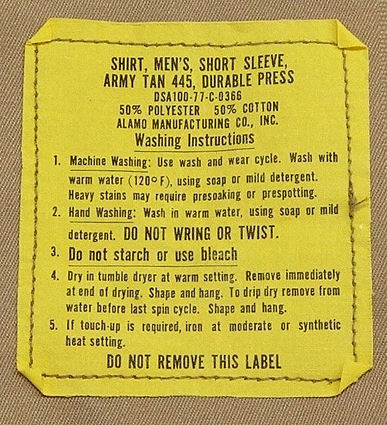 SHIRT, MEN'S, SHORT SLEEVE,
ARMY TAN 445, DURABLE PRESS
DSA100-77-C-0366
50% POLYESTER 50% COTTON
ALAMO MANUFACTURING CO., INC.
Washing Instructions
1. Machine Washing: Use wash and wear cycle. Wash with
warm water (120° F), using soap or mild detergent.
Heavy stains may require presoaking or prespotting.
2. Hand Washing: Wash in warm water, using soap or mild
detergent. DO NOT WRING OR TWIST.
3. Do not starch or use bleach
4. Dry in tumble dryer at warm setting. Remove immediately
at end of drying. Shape and hang. To drip dry remove from
water before last spin cycle. Shape and hang.
5. If touch-up is required, iron at moderate or synthetic
heat setting.
DO NOT REMOVE THIS LABEL